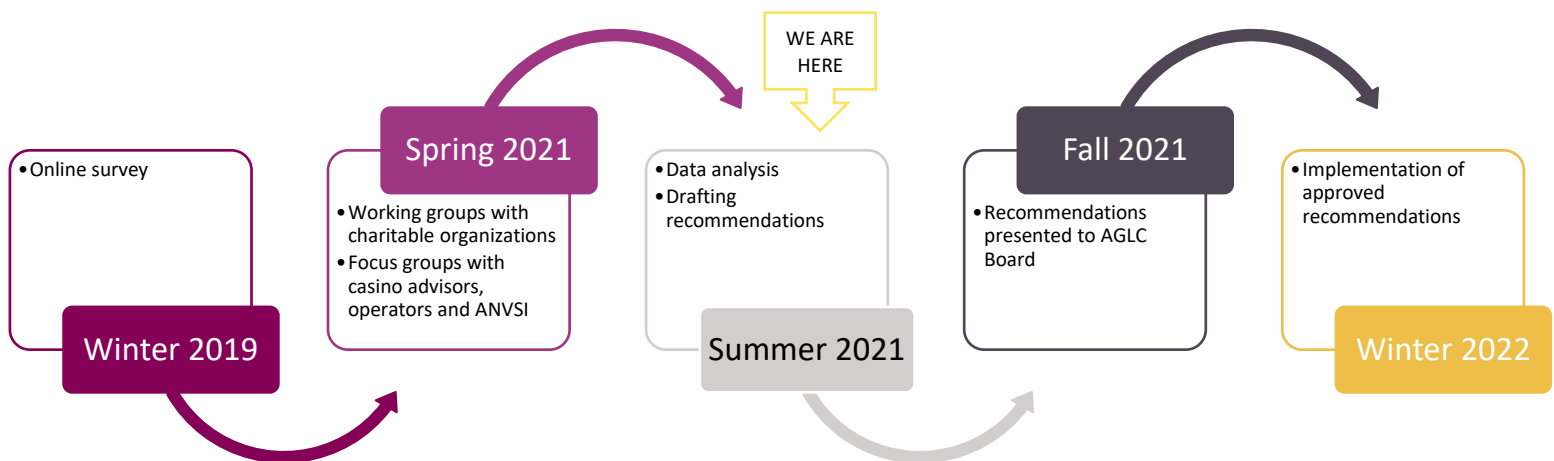 • Online survey
Winter 2019
Spring 2021
• Working groups with
charitable organizations
• Focus groups with
casino advisors,
operators and ANVSI
WE ARE
HERE
• Data analysis
• Drafting
recommendations
Summer 2021
Fall 2021
• Recommendations
presented to AGLC
Board
• Implementation of
approved
recommendations
Winter 2022